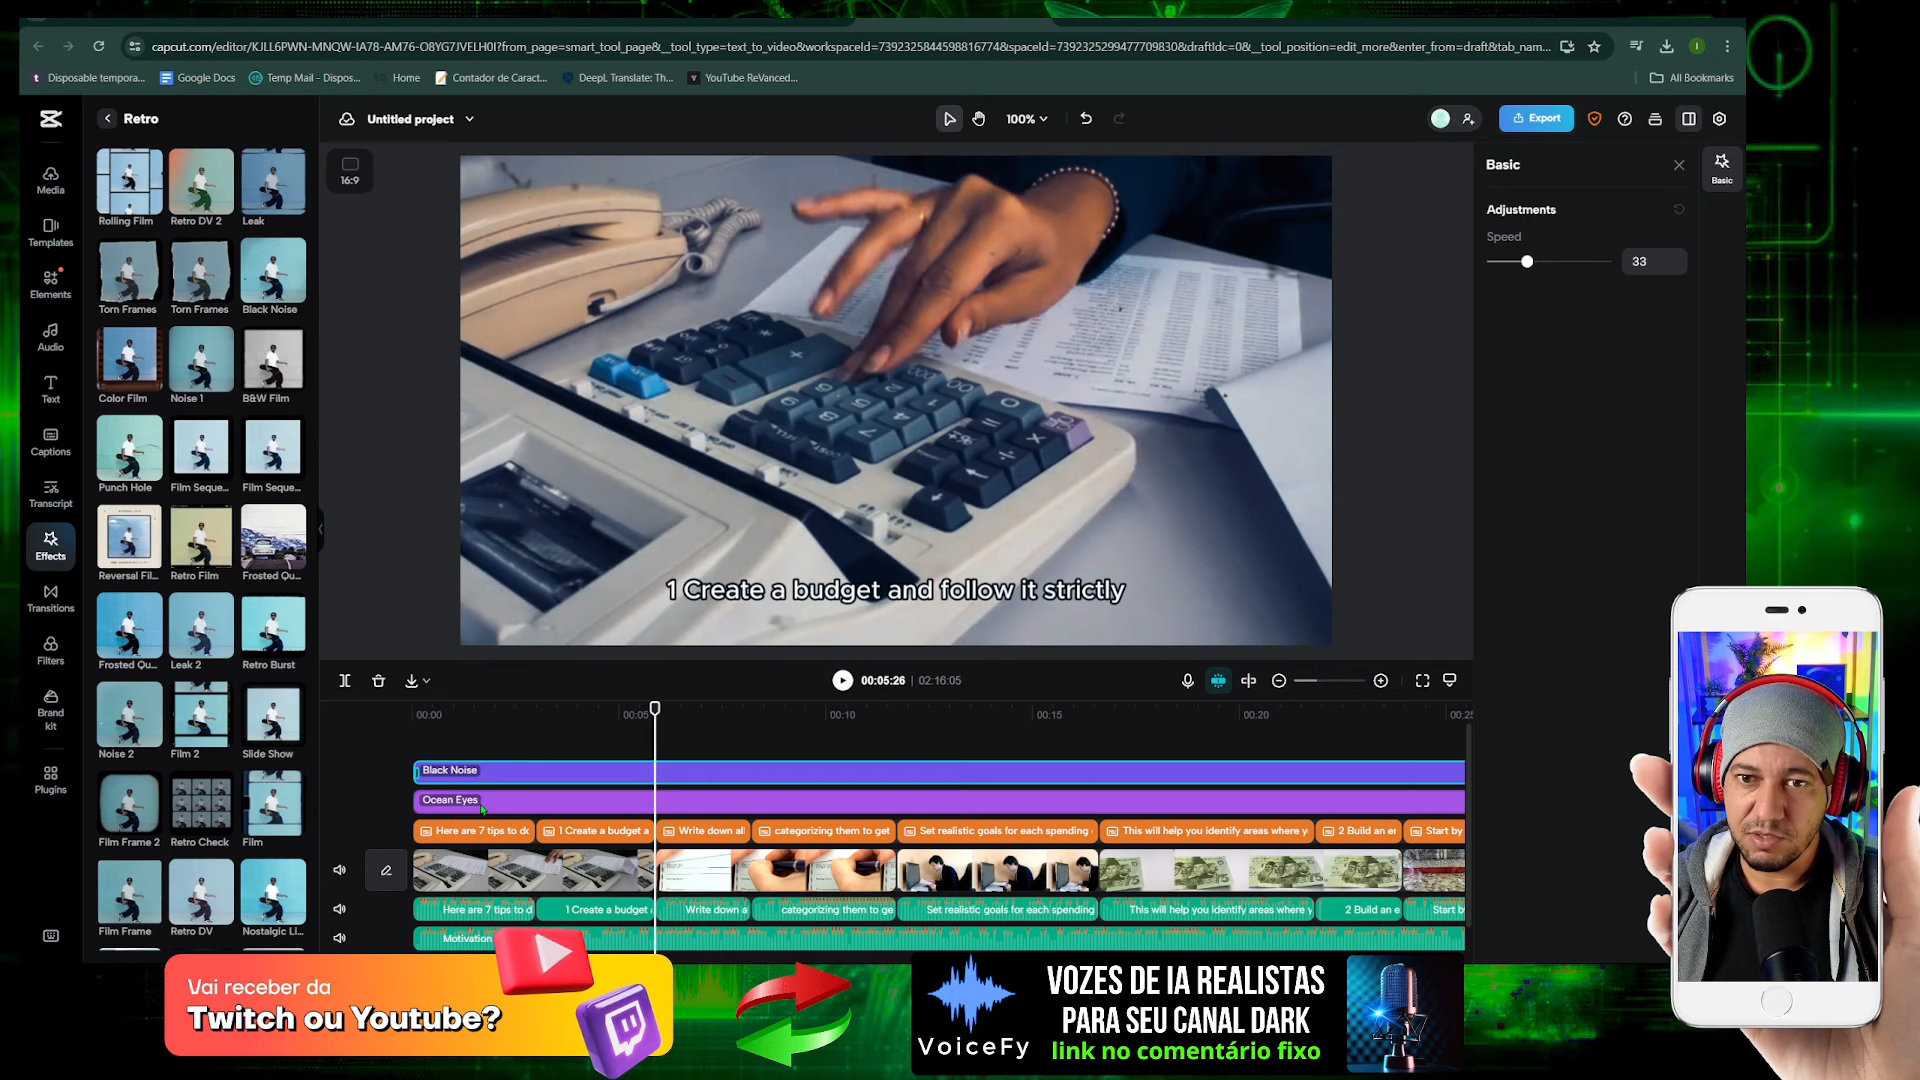 capcut.com/editor/KJLL6PWN-MNQW-IA78-AM76-O8YG7JVELH0I?from_page=smart_tool_page&__tool_type=text_to_video&workspaceId=7392325844598816774&spaceId=7392325299477709830&draftIdc=0&__tool_position=edit_more&enter_from=draft&tab_nam...
Disposable tempora...
Google Docs
Temp Mail - Dispos...
Home
Contador de Caract...
DeepL Translate: Th...
YouTube ReVanced...
All Bookmarks
Retro
Untitled project
100%
Export
Media
Templates
Elements
Audio
Text
Captions
Transcript
Effects
Transitions
Filters
Brand kit
Plugins
Rolling Film
Retro DV 2
Leak
Torn Frames
Torn Frames
Black Noise
Color Film
Noise 1
B&W Film
Punch Hole
Film Seque...
Film Seque...
Reversal Fil...
Retro Film
Frosted Qu...
Frosted Qu...
Leak 2
Retro Burst
Noise 2
Film 2
Slide Show
Film Frame 2
Retro Check
Film
Film Frame
Retro DV
Nostalgic Li...
16:9
1 Create a budget and follow it strictly
Basic
Basic
Adjustments
Speed
33
00:05:26 | 02:16:05
00:00
00:05
00:10
00:15
00:20
00:25
Black Noise
Ocean Eyes
Here are 7 tips to do
1 Create a budget a
Write down all
categorizing them to get
Set realistic goals for each spending
This will help you identify areas where y
2 Build an er
Start by
Here are 7 tips to d
1 Create a budget
Write down a
categorizing them to ge
Set realistic goals for each spending
This will help you identify areas where y
2 Build an e
Start b
Motivation
Vai receber da
Twitch ou Youtube?
VoiceFy
VOZES DE IA REALISTAS
PARA SEU CANAL DARK
link no comentário fixo